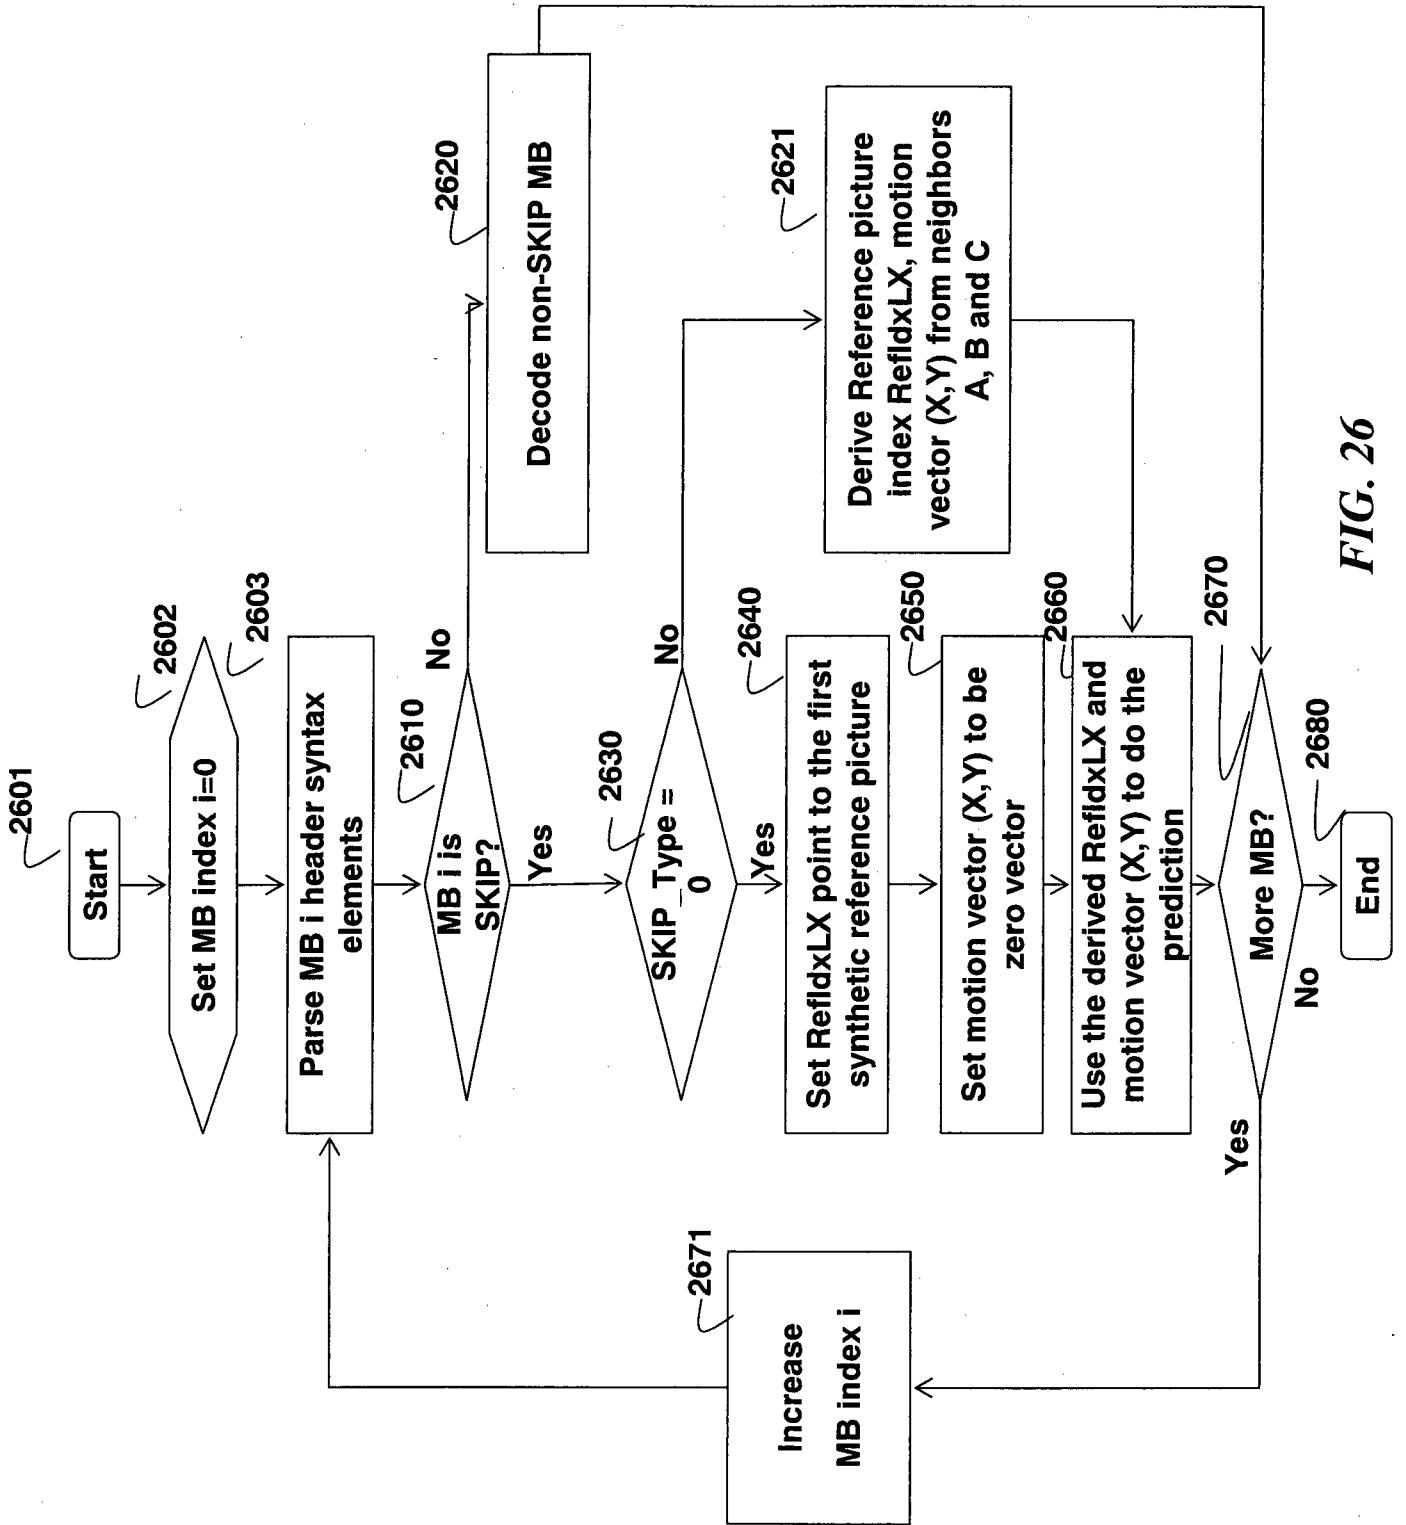 2601
Start
2602
Set MB index i=0
2603
Parse MB i header syntax
elements
2610
MB i is
SKIP?
No
Yes
2620
Decode non-SKIP MB
2630
SKIP_Type =
0
No
Yes
2621
Derive Reference picture
index RefIdxLX, motion
vector (X,Y) from neighbors
A, B and C
2640
Set RefIdxLX point to the first
synthetic reference picture
2650
Set motion vector (X,Y) to be
zero vector
2660
Use the derived RefIdxLX and
motion vector (X,Y) to do the
prediction
2670
More MB?
Yes
No
2671
Increase
MB index i
2680
End
FIG. 26